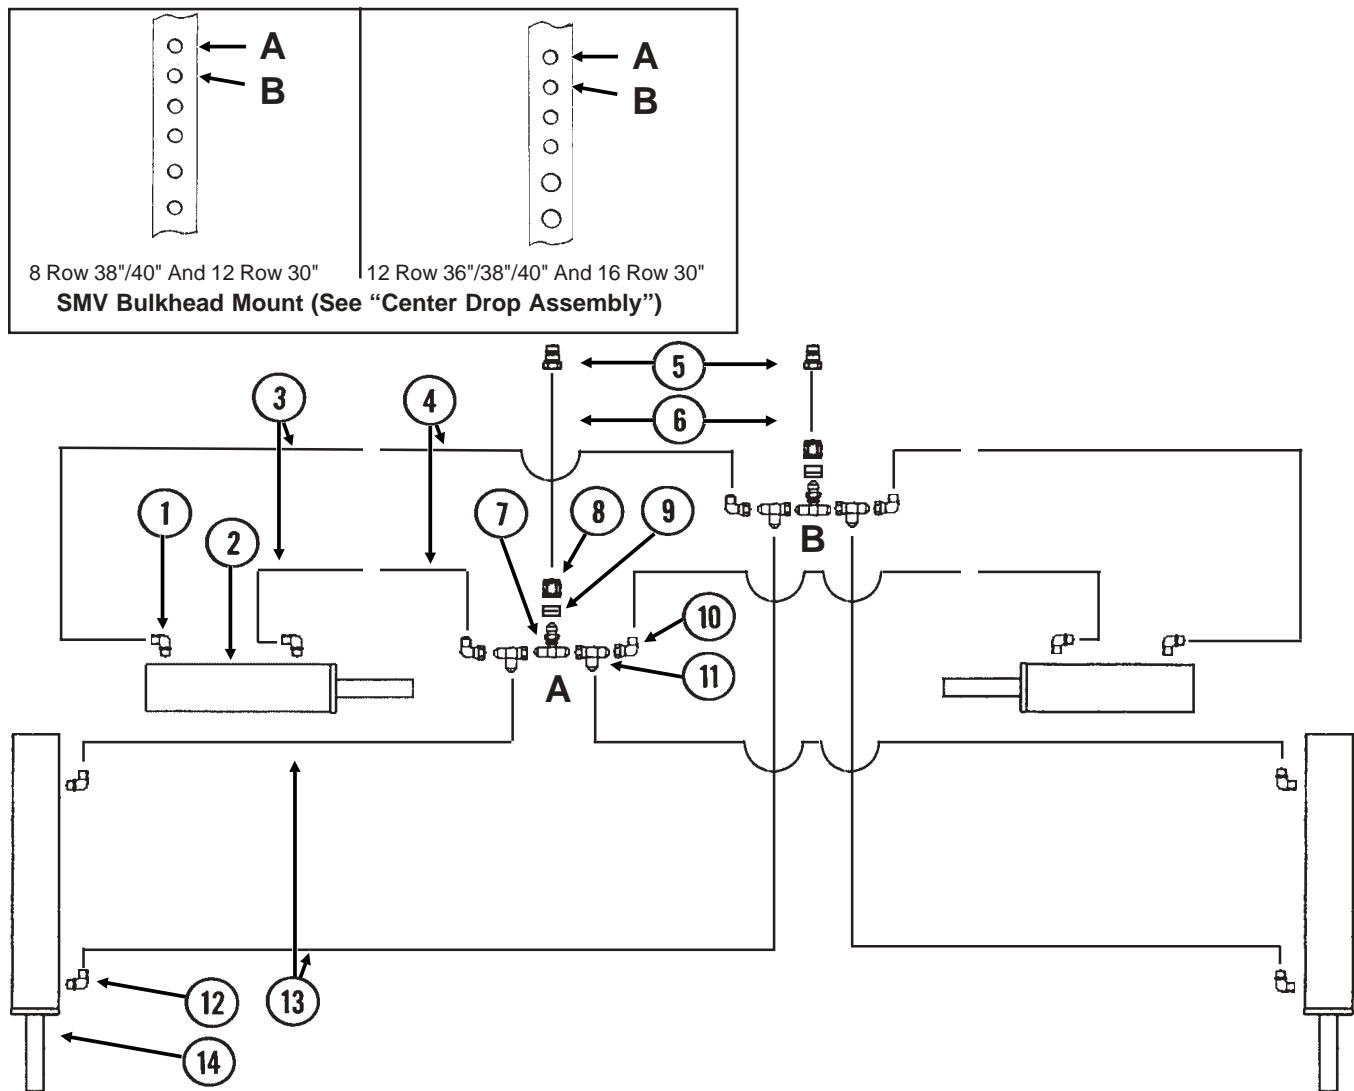 A
B
A
B
8 Row 38"/40" And 12 Row 30"
12 Row 36"/38"/40" And 16 Row 30"
SMV Bulkhead Mount (See “Center Drop Assembly”)
5
3
4
6
1
2
7
8
9
B
10
11
A
12
13
14